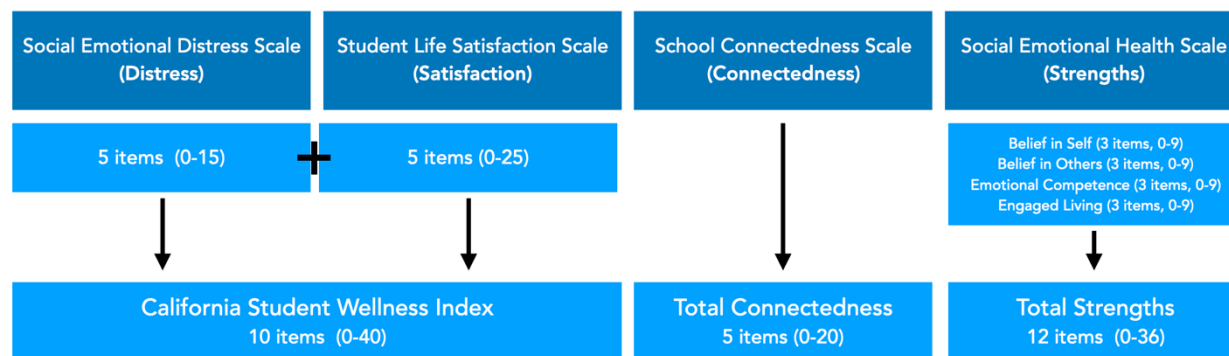 Social Emotional Distress Scale
(Distress)
Student Life Satisfaction Scale
(Satisfaction)
School Connectedness Scale
(Connectedness)
Social Emotional Health Scale
(Strengths)
5 items (0-15)
+
5 items (0-25)
Belief in Self (3 items, 0-9)
Belief in Others (3 items, 0-9)
Emotional Competence (3 items, 0-9)
Engaged Living (3 items, 0-9)
California Student Wellness Index
10 items (0-40)
Total Connectedness
5 items (0-20)
Total Strengths
12 items (0-36)